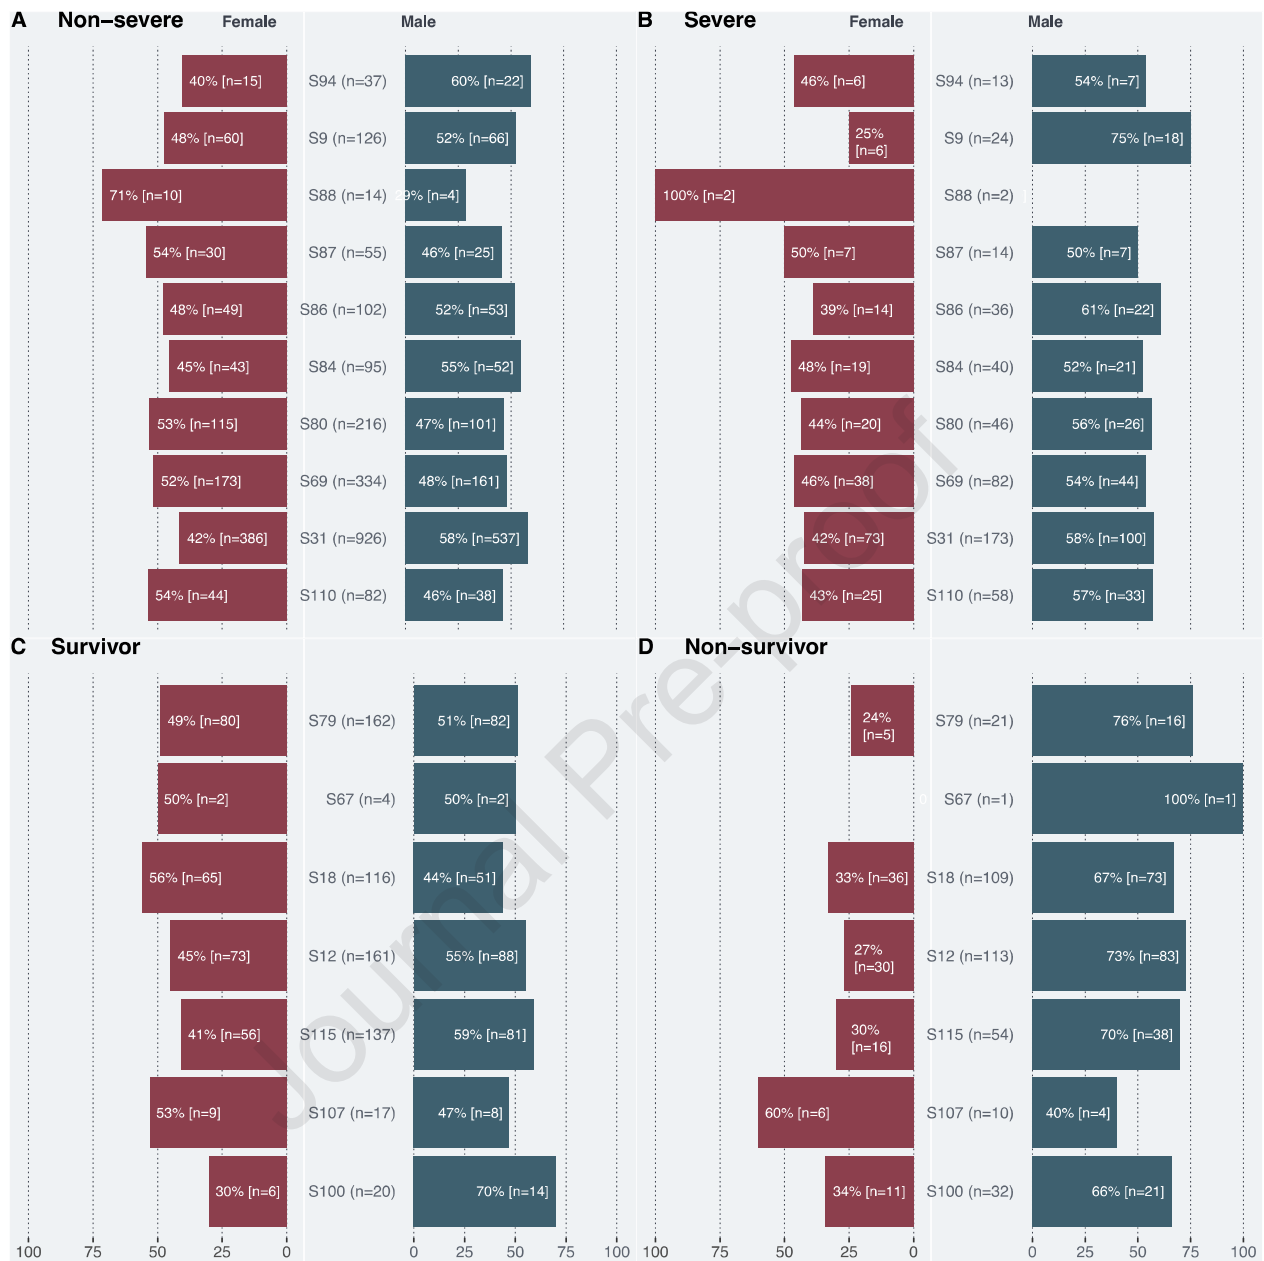 A Non–severe Female Male
40% [n=15] S94 (n=37) 60% [n=22]
48% [n=60] S9 (n=126) 52% [n=66]
71% [n=10] S88 (n=14) 29% [n=4]
54% [n=30] S87 (n=55) 46% [n=25]
48% [n=49] S86 (n=102) 52% [n=53]
45% [n=43] S84 (n=95) 55% [n=52]
53% [n=115] S80 (n=216) 47% [n=101]
52% [n=173] S69 (n=334) 48% [n=161]
42% [n=386] S31 (n=926) 58% [n=537]
54% [n=44] S110 (n=82) 46% [n=38]
B Severe Female Male
46% [n=6] S94 (n=13) 54% [n=7]
25%
[n=6] S9 (n=24) 75% [n=18]
100% [n=2] S88 (n=2)
50% [n=7] S87 (n=14) 50% [n=7]
39% [n=14] S86 (n=36) 61% [n=22]
48% [n=19] S84 (n=40) 52% [n=21]
44% [n=20] S80 (n=46) 56% [n=26]
46% [n=38] S69 (n=82) 54% [n=44]
42% [n=73] S31 (n=173) 58% [n=100]
43% [n=25] S110 (n=58) 57% [n=33]
C Survivor
49% [n=80] S79 (n=162) 51% [n=82]
50% [n=2] S67 (n=4) 50% [n=2]
56% [n=65] S18 (n=116) 44% [n=51]
45% [n=73] S12 (n=161) 55% [n=88]
41% [n=56] S115 (n=137) 59% [n=81]
53% [n=9] S107 (n=17) 47% [n=8]
30% [n=6] S100 (n=20) 70% [n=14]
100 75 50 25 0 0 25 50 75 100
D Non–survivor
24%
[n=5] S79 (n=21) 76% [n=16]
0 S67 (n=1) 100% [n=1]
33% [n=36] S18 (n=109) 67% [n=73]
27%
[n=30] S12 (n=113) 73% [n=83]
30%
[n=16] S115 (n=54) 70% [n=38]
60% [n=6] S107 (n=10) 40% [n=4]
34% [n=11] S100 (n=32) 66% [n=21]
100 75 50 25 0 0 25 50 75 100
Journal Pre-proof